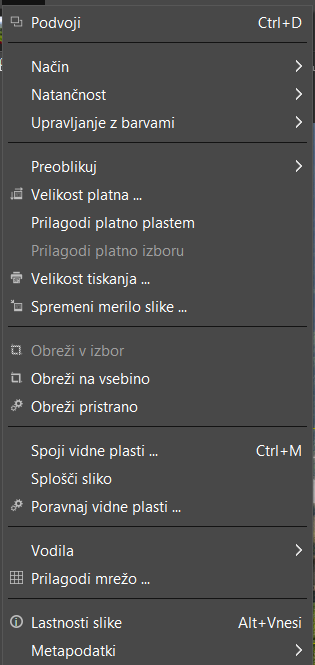 Podvoji Ctrl+D
Način
Natančnost
Upravljanje z barvami
Preoblikuj
Velikost platna ...
Prilagodi platno plastem
Prilagodi platno izboru
Velikost tiskanja ...
Spremeni merilo slike ...
Obreži v izbor
Obreži na vsebino
Obreži pristrano
Spoji vidne plasti ... Ctrl+M
Splošči sliko
Poravnaj vidne plasti ...
Vodila
Prilagodi mrežo ...
Lastnosti slike Alt+Vnesi
Metapodatki